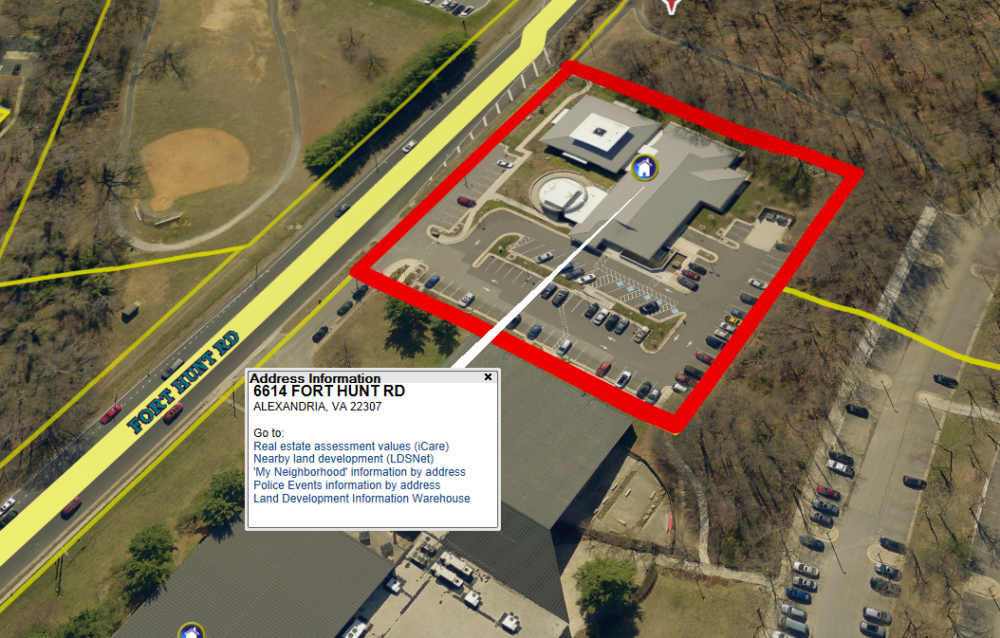 FORT HUNT RD
Address Information
6614 FORT HUNT RD
ALEXANDRIA, VA 22307
Go to:
Real estate assessment values (iCare)
Nearby land development (LDSNet)
'My Neighborhood' information by address
Police Events information by address
Land Development Information Warehouse